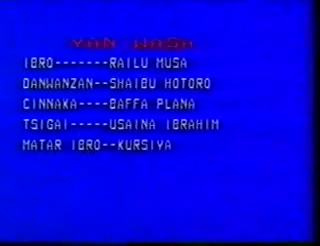 YAN WASA
IBRO-------RAILU MUSA
DANWANZAN--SHAIBU HOTORO
CINNAKA----BAFFA PLANA
TSIGAI-----USAINA IBRAHIM
MATAR IBRO--KURSIYA